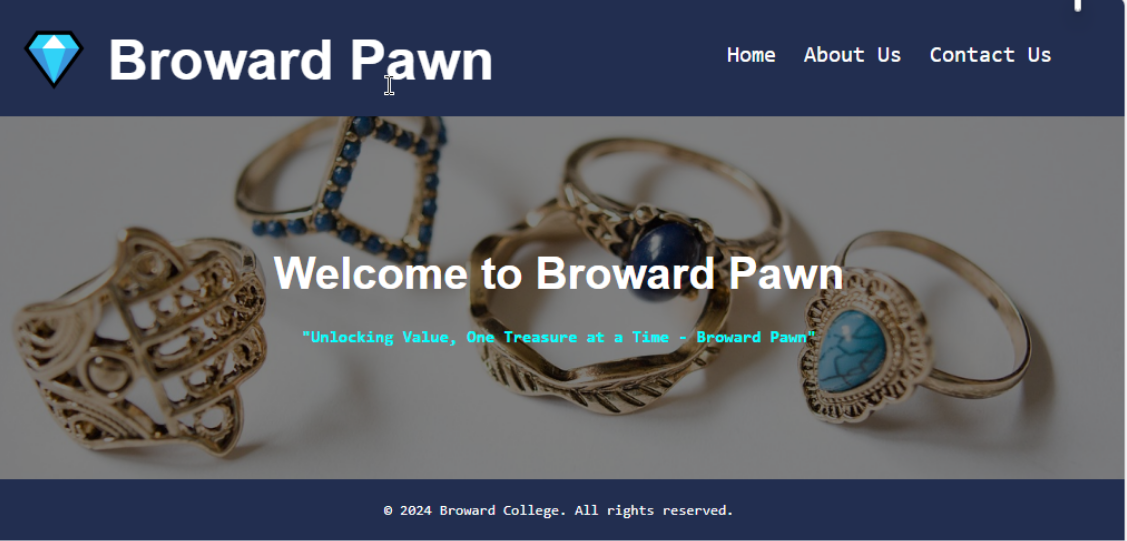 Broward Pawn
Home About Us Contact Us
Welcome to Broward Pawn
"Unlocking Value, One Treasure at a Time - Broward Pawn"
© 2024 Broward College. All rights reserved.